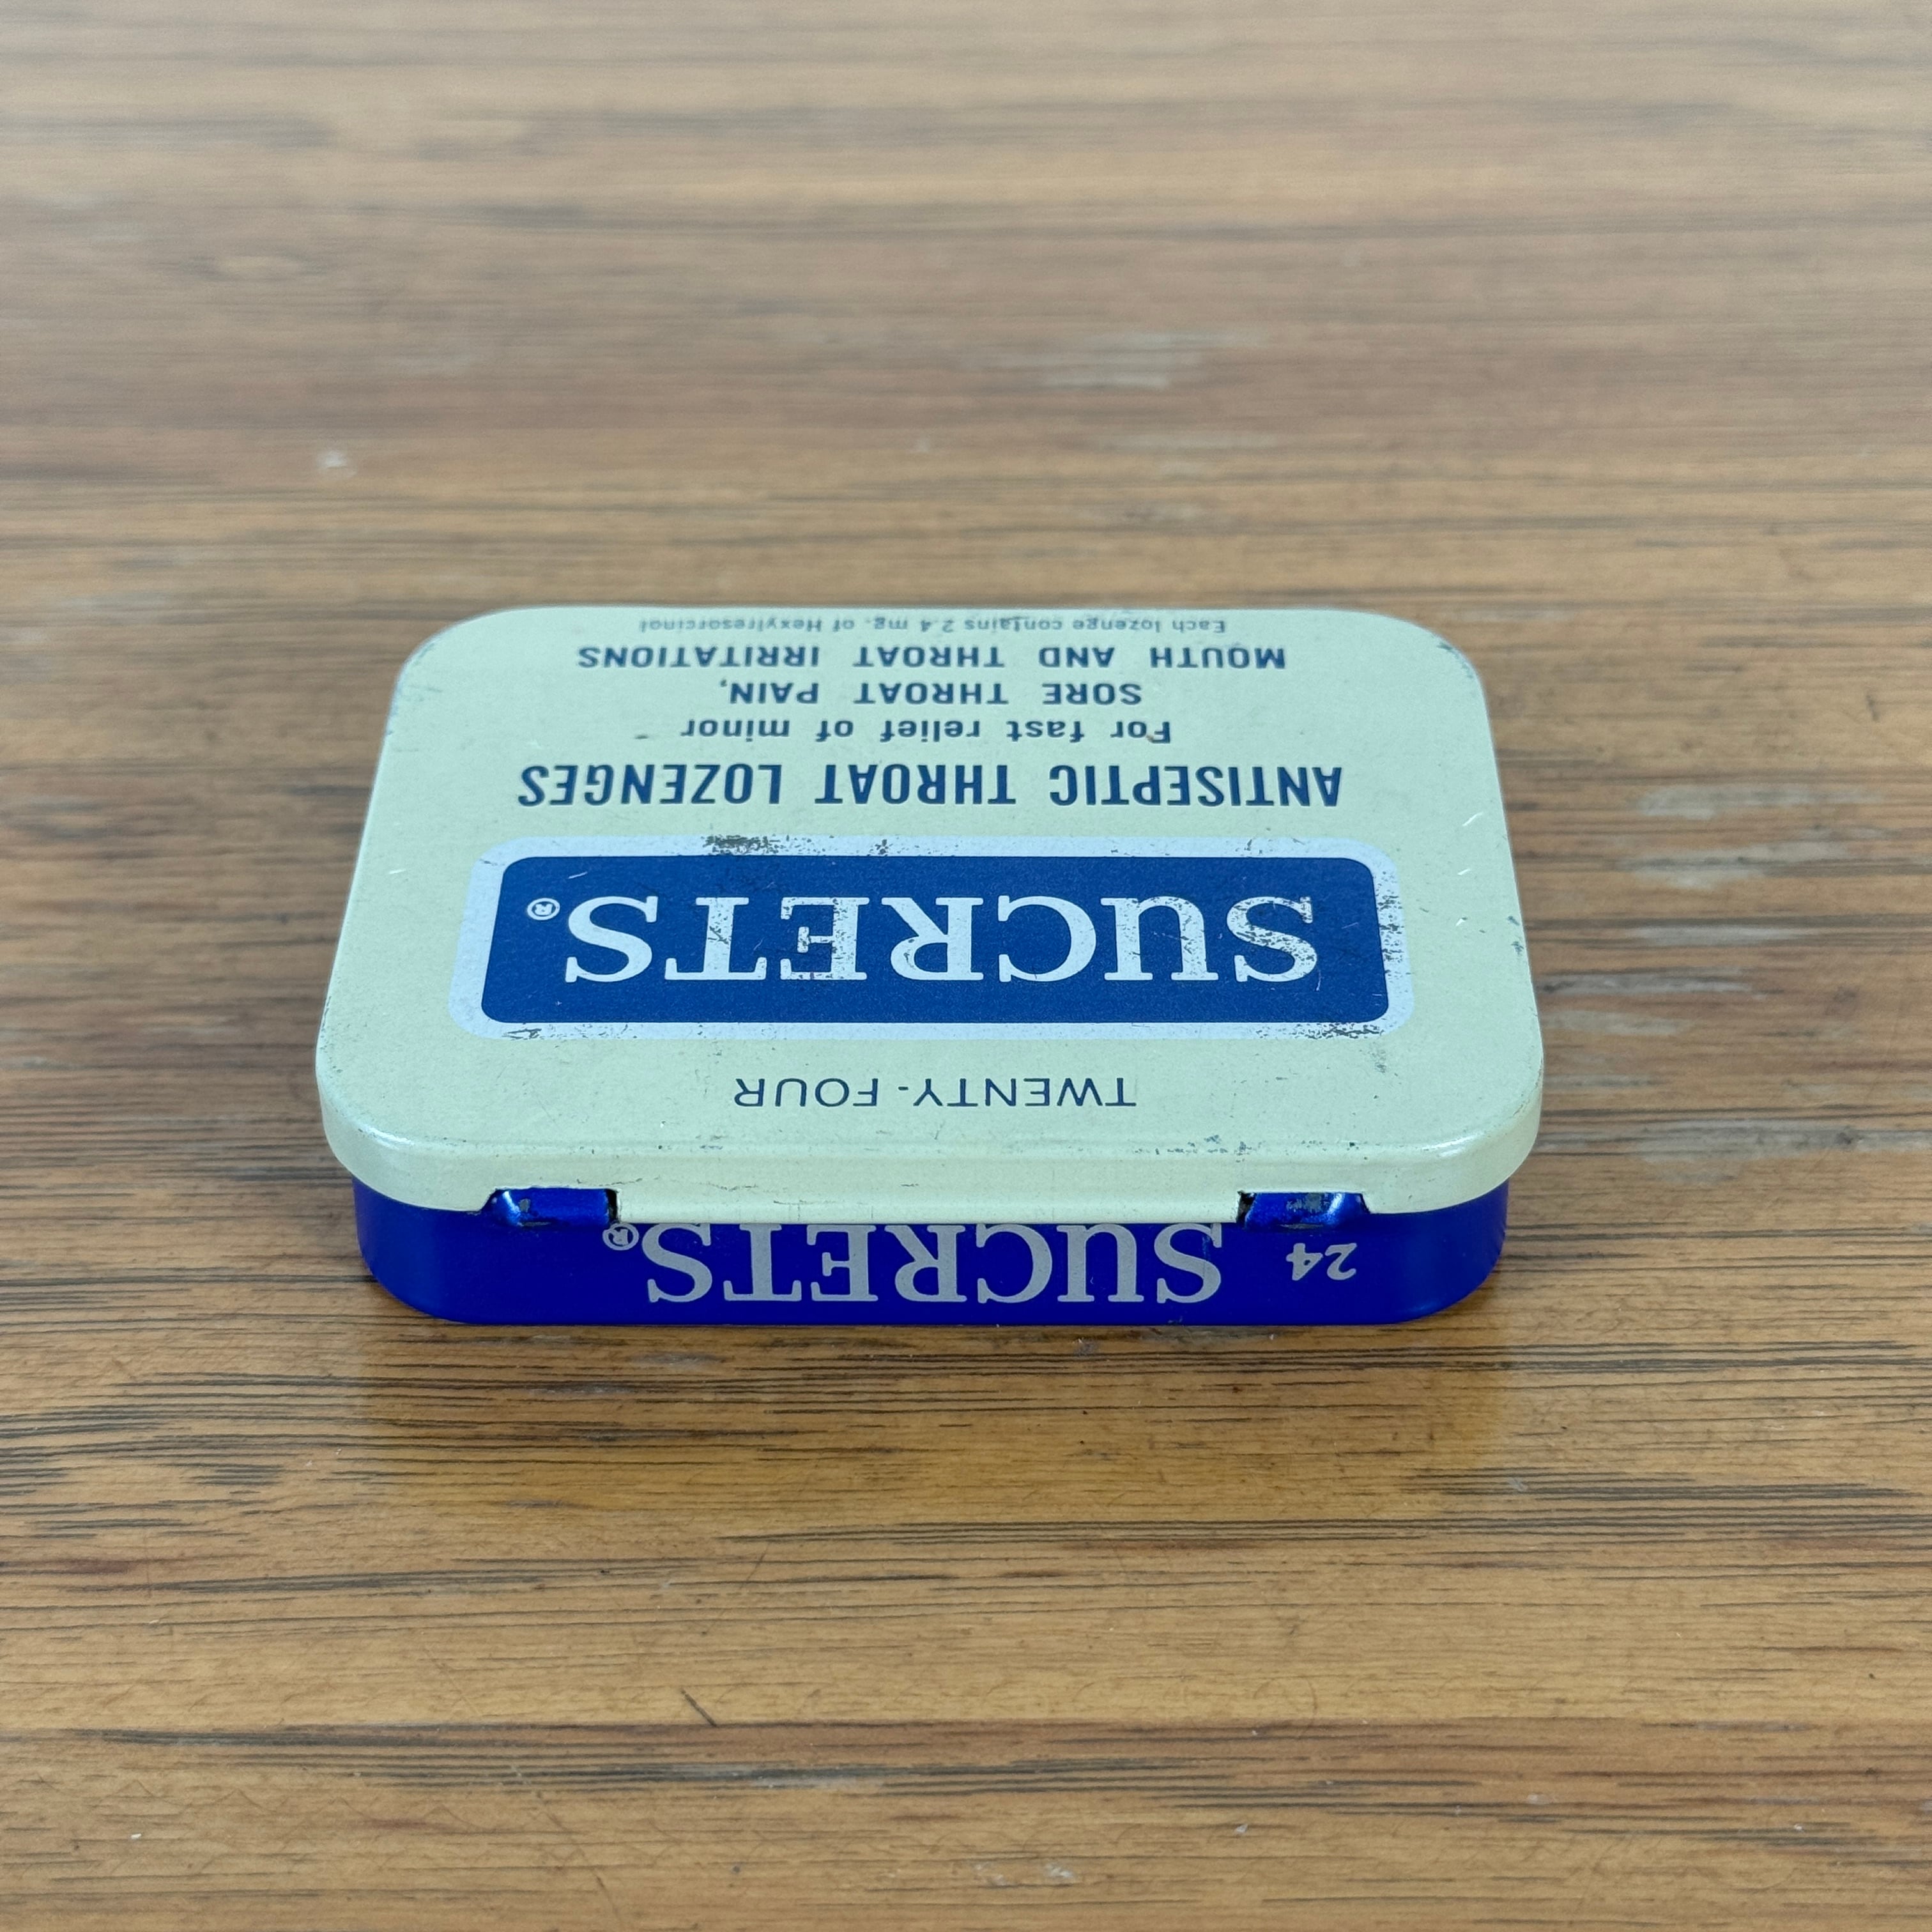 TWENTY-FOUR
SUCRETS®
ANTISEPTIC THROAT LOZENGES
For fast relief of minor
SORE THROAT PAIN,
MOUTH AND THROAT IRRITATIONS
Each lozenge contains 2.4 mg. of Hexylresorcinol
24 SUCRETS®